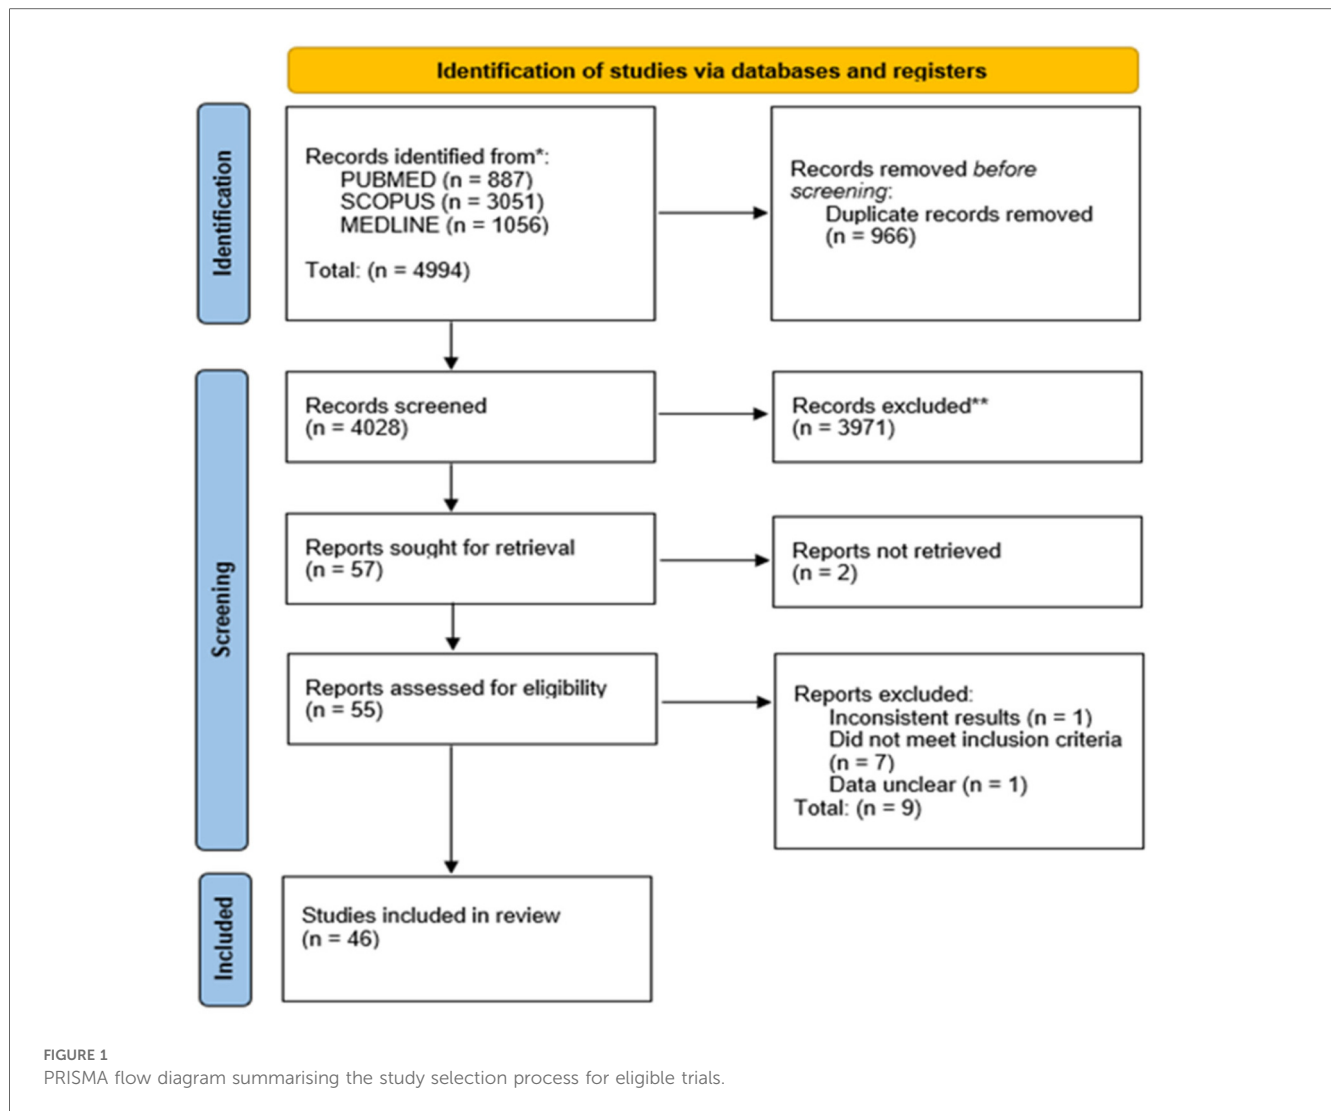 Identification of studies via databases and registers
Identification
Records identified from*:
PUBMED (n = 887)
SCOPUS (n = 3051)
MEDLINE (n = 1056)
Total: (n = 4994)
Records removed before
screening:
Duplicate records removed
(n = 966)
Screening
Records screened
(n = 4028)
Records excluded**
(n = 3971)
Reports sought for retrieval
(n = 57)
Reports not retrieved
(n = 2)
Reports assessed for eligibility
(n = 55)
Reports excluded:
Inconsistent results (n = 1)
Did not meet inclusion criteria
(n = 7)
Data unclear (n = 1)
Total: (n = 9)
Included
Studies included in review
(n = 46)
FIGURE 1
PRISMA flow diagram summarising the study selection process for eligible trials.